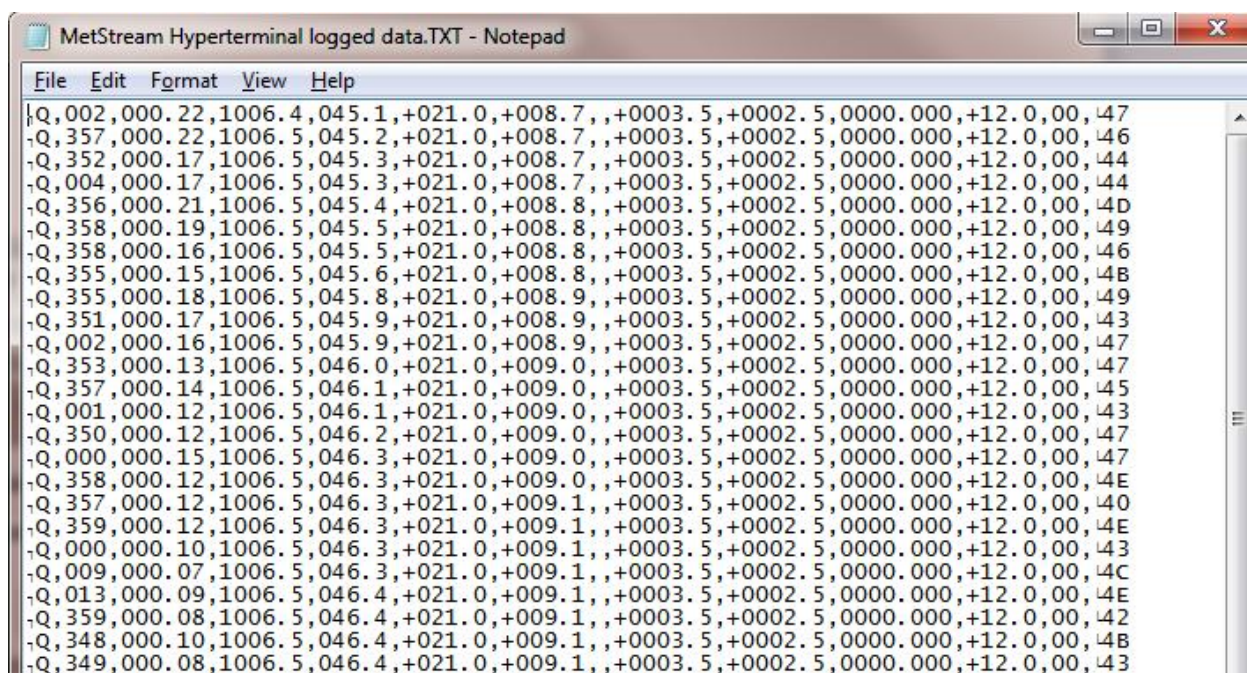 MetStream Hyperterminal logged data.TXT - Notepad
File Edit Format View Help
Q,002,000.22,1006.4,045.1,+021.0,+008.7,,+0003.5,+0002.5,0000.000,+12.0,00,47
Q,357,000.22,1006.5,045.2,+021.0,+008.7,,+0003.5,+0002.5,0000.000,+12.0,00,46
Q,352,000.17,1006.5,045.3,+021.0,+008.7,,+0003.5,+0002.5,0000.000,+12.0,00,44
Q,004,000.17,1006.5,045.3,+021.0,+008.7,,+0003.5,+0002.5,0000.000,+12.0,00,44
Q,356,000.21,1006.5,045.4,+021.0,+008.8,,+0003.5,+0002.5,0000.000,+12.0,00,4D
Q,358,000.19,1006.5,045.5,+021.0,+008.8,,+0003.5,+0002.5,0000.000,+12.0,00,49
Q,358,000.16,1006.5,045.5,+021.0,+008.8,,+0003.5,+0002.5,0000.000,+12.0,00,46
Q,355,000.15,1006.5,045.6,+021.0,+008.8,,+0003.5,+0002.5,0000.000,+12.0,00,4B
Q,355,000.18,1006.5,045.8,+021.0,+008.9,,+0003.5,+0002.5,0000.000,+12.0,00,49
Q,351,000.17,1006.5,045.9,+021.0,+008.9,,+0003.5,+0002.5,0000.000,+12.0,00,43
Q,002,000.16,1006.5,045.9,+021.0,+008.9,,+0003.5,+0002.5,0000.000,+12.0,00,47
Q,353,000.13,1006.5,046.0,+021.0,+009.0,,+0003.5,+0002.5,0000.000,+12.0,00,47
Q,357,000.14,1006.5,046.1,+021.0,+009.0,,+0003.5,+0002.5,0000.000,+12.0,00,45
Q,001,000.12,1006.5,046.1,+021.0,+009.0,,+0003.5,+0002.5,0000.000,+12.0,00,43
Q,350,000.12,1006.5,046.2,+021.0,+009.0,,+0003.5,+0002.5,0000.000,+12.0,00,47
Q,000,000.15,1006.5,046.3,+021.0,+009.0,,+0003.5,+0002.5,0000.000,+12.0,00,47
Q,358,000.12,1006.5,046.3,+021.0,+009.0,,+0003.5,+0002.5,0000.000,+12.0,00,4E
Q,357,000.12,1006.5,046.3,+021.0,+009.1,,+0003.5,+0002.5,0000.000,+12.0,00,40
Q,359,000.12,1006.5,046.3,+021.0,+009.1,,+0003.5,+0002.5,0000.000,+12.0,00,4E
Q,000,000.10,1006.5,046.3,+021.0,+009.1,,+0003.5,+0002.5,0000.000,+12.0,00,43
Q,009,000.07,1006.5,046.3,+021.0,+009.1,,+0003.5,+0002.5,0000.000,+12.0,00,4C
Q,013,000.09,1006.5,046.4,+021.0,+009.1,,+0003.5,+0002.5,0000.000,+12.0,00,4E
Q,359,000.08,1006.5,046.4,+021.0,+009.1,,+0003.5,+0002.5,0000.000,+12.0,00,42
Q,348,000.10,1006.5,046.4,+021.0,+009.1,,+0003.5,+0002.5,0000.000,+12.0,00,4B
Q,349,000.08,1006.5,046.4,+021.0,+009.1,,+0003.5,+0002.5,0000.000,+12.0,00,43